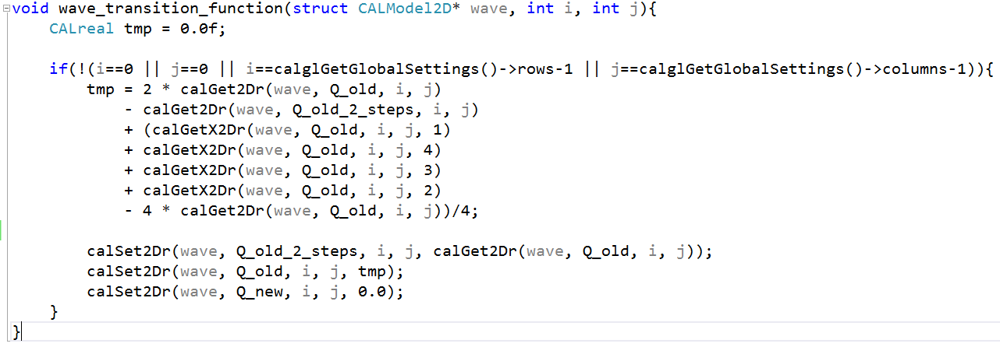 void wave_transition_function(struct CALModel2D* wave, int i, int j){
    CALreal tmp = 0.0f;

    if(!(i==0 || j==0 || i==calglGetGlobalSettings()->rows-1 || j==calglGetGlobalSettings()->columns-1)){
        tmp = 2 * calGet2Dr(wave, Q_old, i, j)
            - calGet2Dr(wave, Q_old_2_steps, i, j)
            + (calGetX2Dr(wave, Q_old, i, j, 1)
            + calGetX2Dr(wave, Q_old, i, j, 4)
            + calGetX2Dr(wave, Q_old, i, j, 3)
            + calGetX2Dr(wave, Q_old, i, j, 2)
            - 4 * calGet2Dr(wave, Q_old, i, j))/4;

        calSet2Dr(wave, Q_old_2_steps, i, j, calGet2Dr(wave, Q_old, i, j));
        calSet2Dr(wave, Q_old, i, j, tmp);
        calSet2Dr(wave, Q_new, i, j, 0.0);
    }
}